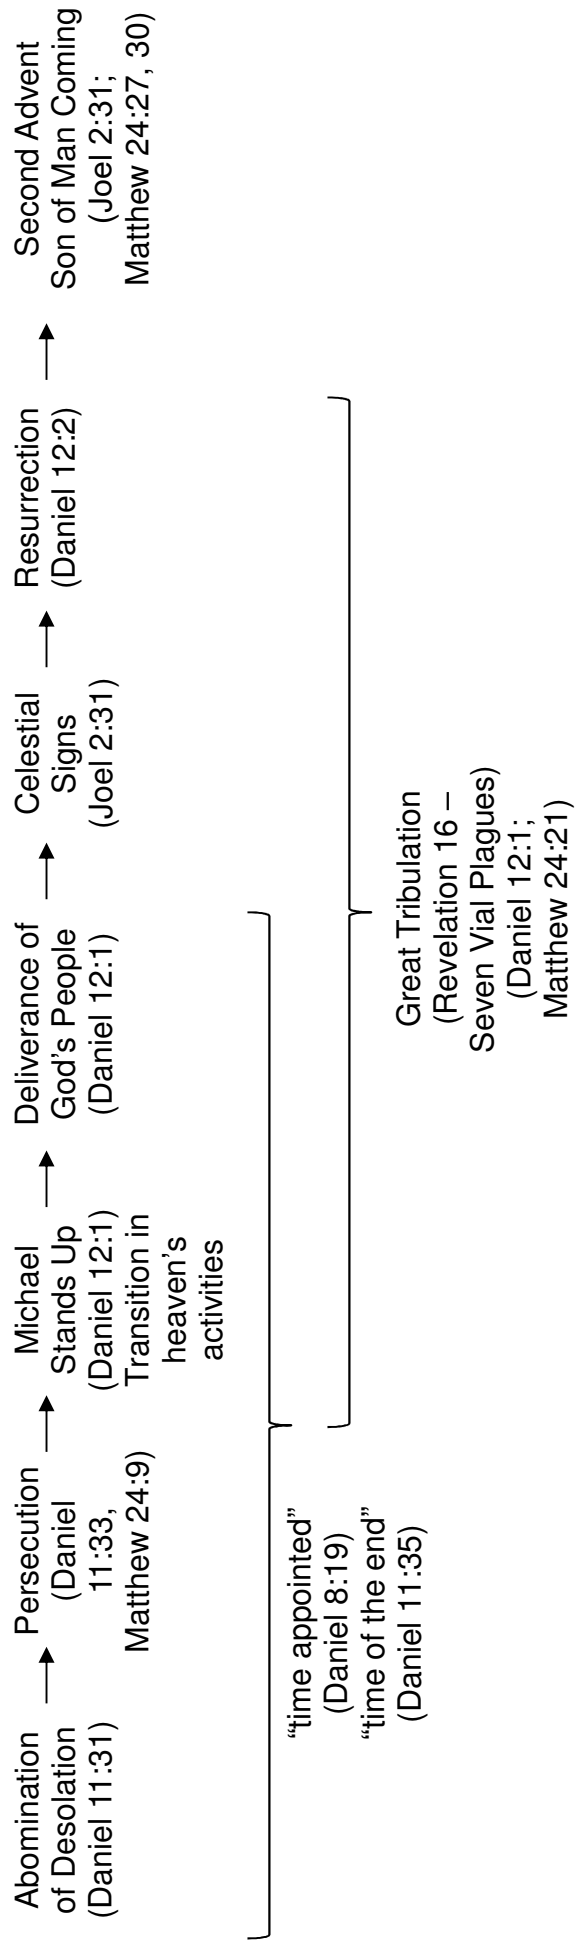 Abomination
of Desolation
(Daniel 11:31)
Persecution
(Daniel
11:33,
Matthew 24:9)
Michael
Stands Up
(Daniel 12:1)
Transition in
heaven’s
activities
Deliverance of
God’s People
(Daniel 12:1)
Celestial
Signs
(Joel 2:31)
Resurrection
(Daniel 12:2)
Second Advent
Son of Man Coming
(Joel 2:31;
Matthew 24:27, 30)
“time appointed”
(Daniel 8:19)
“time of the end”
(Daniel 11:35)
Great Tribulation
(Revelation 16 –
Seven Vial Plagues)
(Daniel 12:1;
Matthew 24:21)